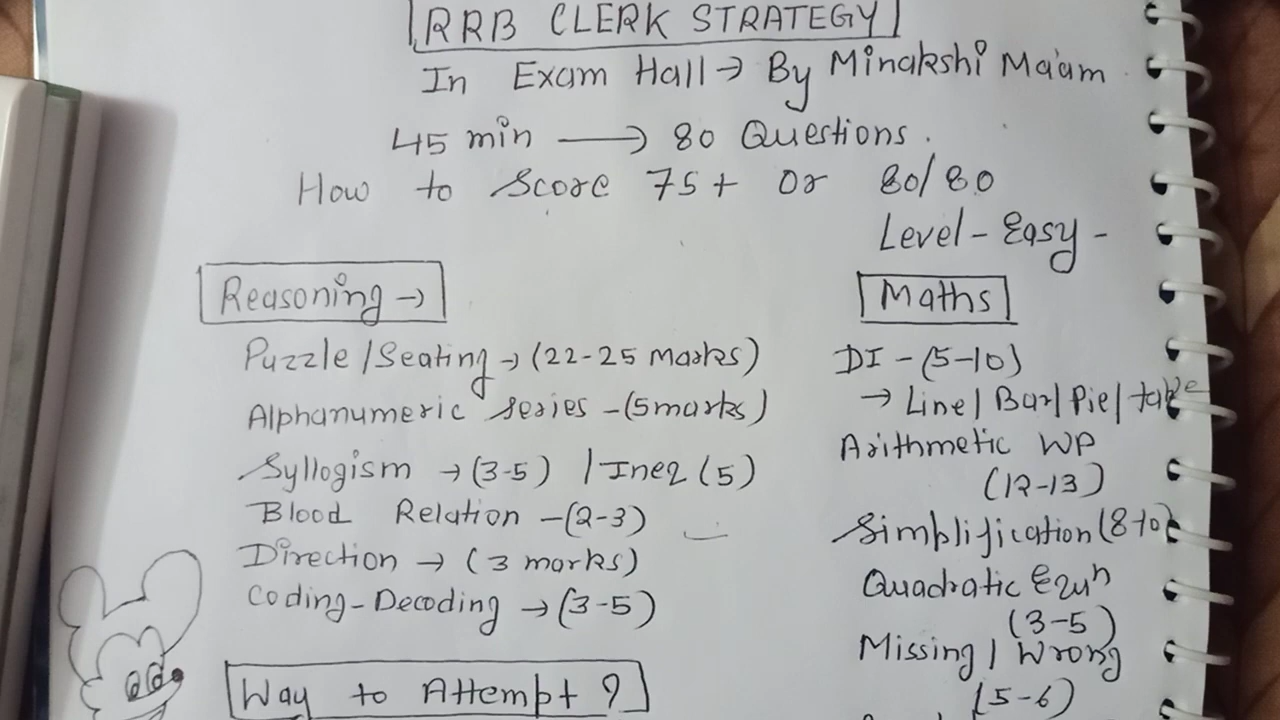 RRB CLERK STRATEGY
In Exam Hall → By Minakshi Ma'am
45 min → 80 Questions.
How to Score 75+ Or 80/80
Level - Easy -
Reasoning →
Puzzle/Seating → (22-25 marks)
Alphanumeric Series - (5 marks)
Syllogism → (3-5) / Ineq (5)
Blood Relation - (2-3)
Direction → (3 marks)
Coding-Decoding → (3-5)
Way to Attempt ?
Maths
DI - (5-10)
→ Line/Bar/Pie/table
Arithmetic WP
(12-13)
Simplification (8 to
Quadratic Eqnⁿ
(3-5)
Missing / Wrong
(5-6)